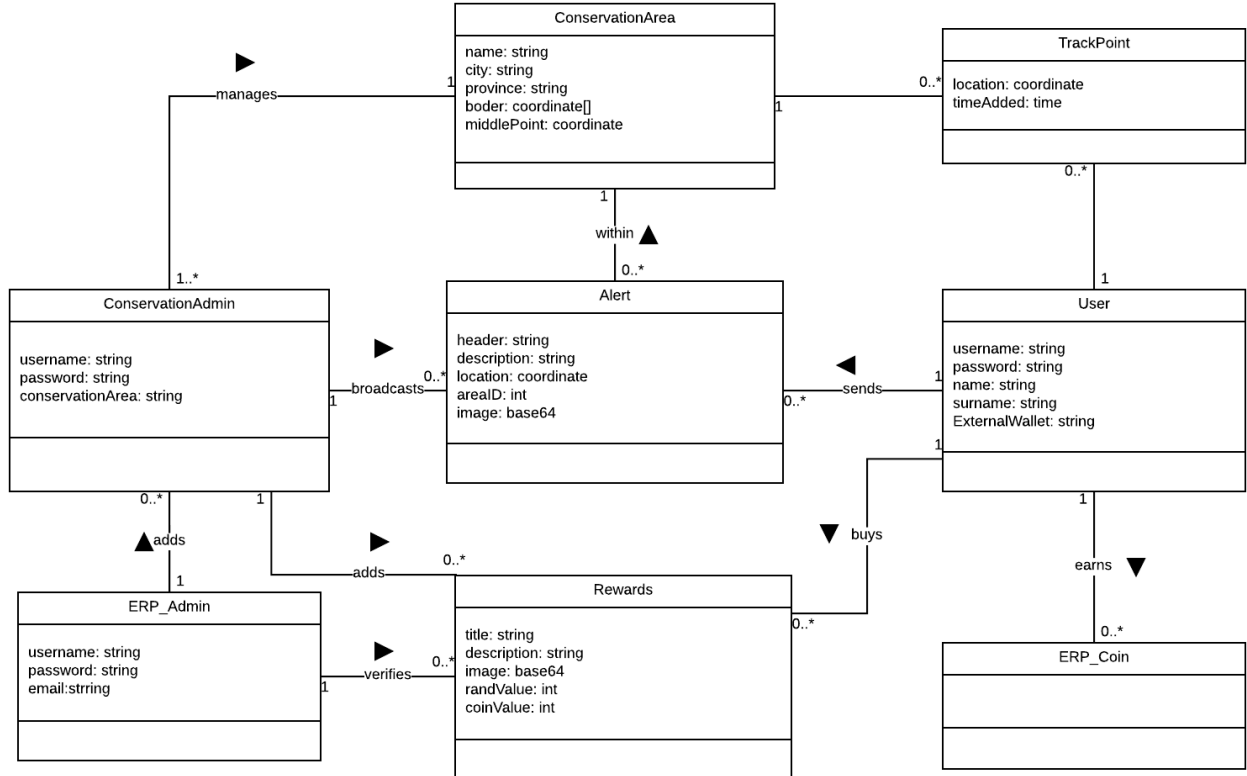 ConservationArea
name: string
city: string
province: string
boder: coordinate[]
middlePoint: coordinate
TrackPoint
location: coordinate
timeAdded: time
manages
1
1..*
1
0..*
0..*
1
1
within
0..*
ConservationAdmin
username: string
password: string
conservationArea: string
Alert
header: string
description: string
location: coordinate
areaID: int
image: base64
User
username: string
password: string
name: string
surname: string
ExternalWallet: string
broadcasts
1
0..*
sends
1
0..*
0..*
adds
1
1
adds
0..*
1
buys
0..*
1
earns
0..*
ERP_Admin
username: string
password: string
email:strring
verifies
1
0..*
Rewards
title: string
description: string
image: base64
randValue: int
coinValue: int
ERP_Coin